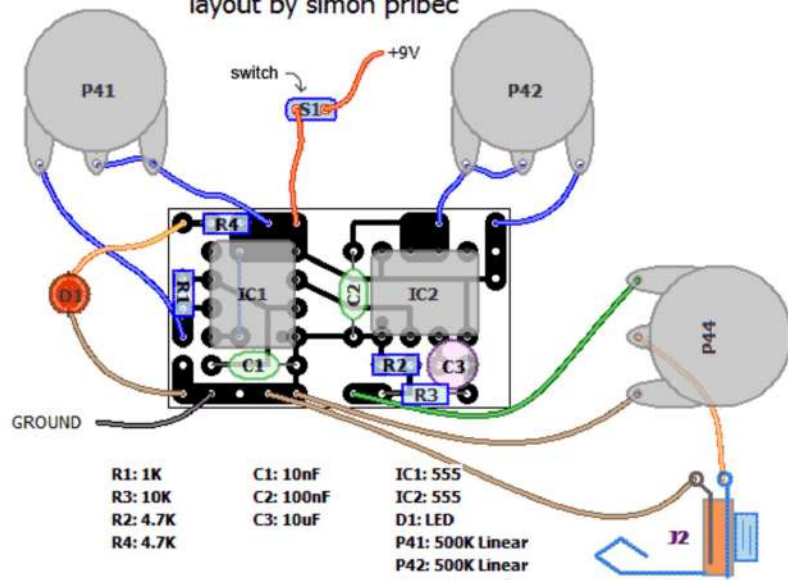 layout by simon pribec
+9V
switch
P41
S1
P42
R4
R1
IC1
C2
IC2
D1
P44
C1
R2
C3
R3
GROUND
R1: 1K
R3: 10K
R2: 4.7K
R4: 4.7K
C1: 10nF
C2: 100nF
C3: 10uF
IC1: 555
IC2: 555
D1: LED
P41: 500K Linear
P42: 500K Linear
J2